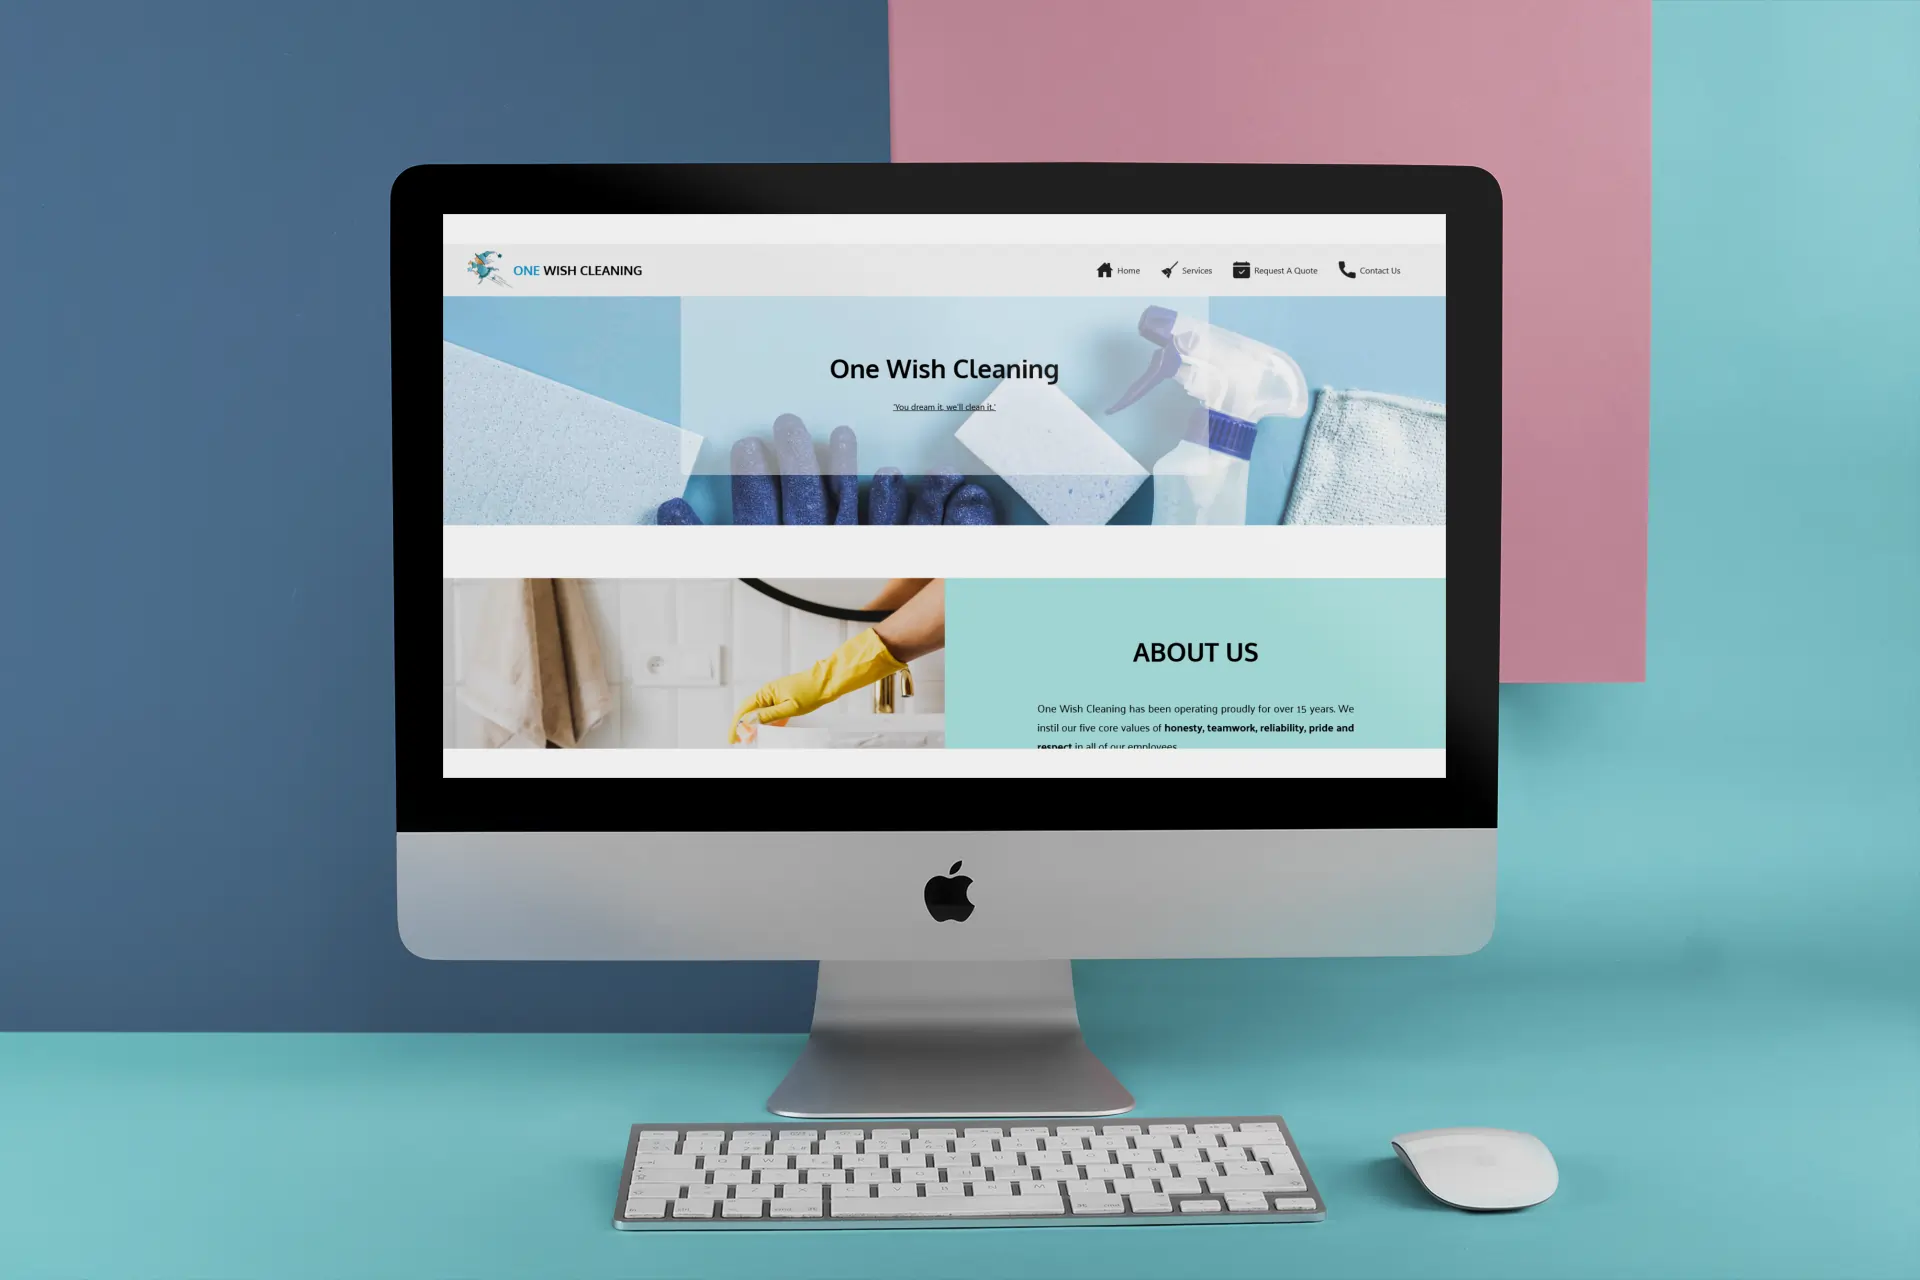 ONE WISH CLEANING
Home
Services
Request A Quote
Contact Us
One Wish Cleaning
"You dream it, we'll clean it."
ABOUT US
One Wish Cleaning has been operating proudly for over 15 years. We
instil our five core values of honesty, teamwork, reliability, pride and
respect in all of our employees